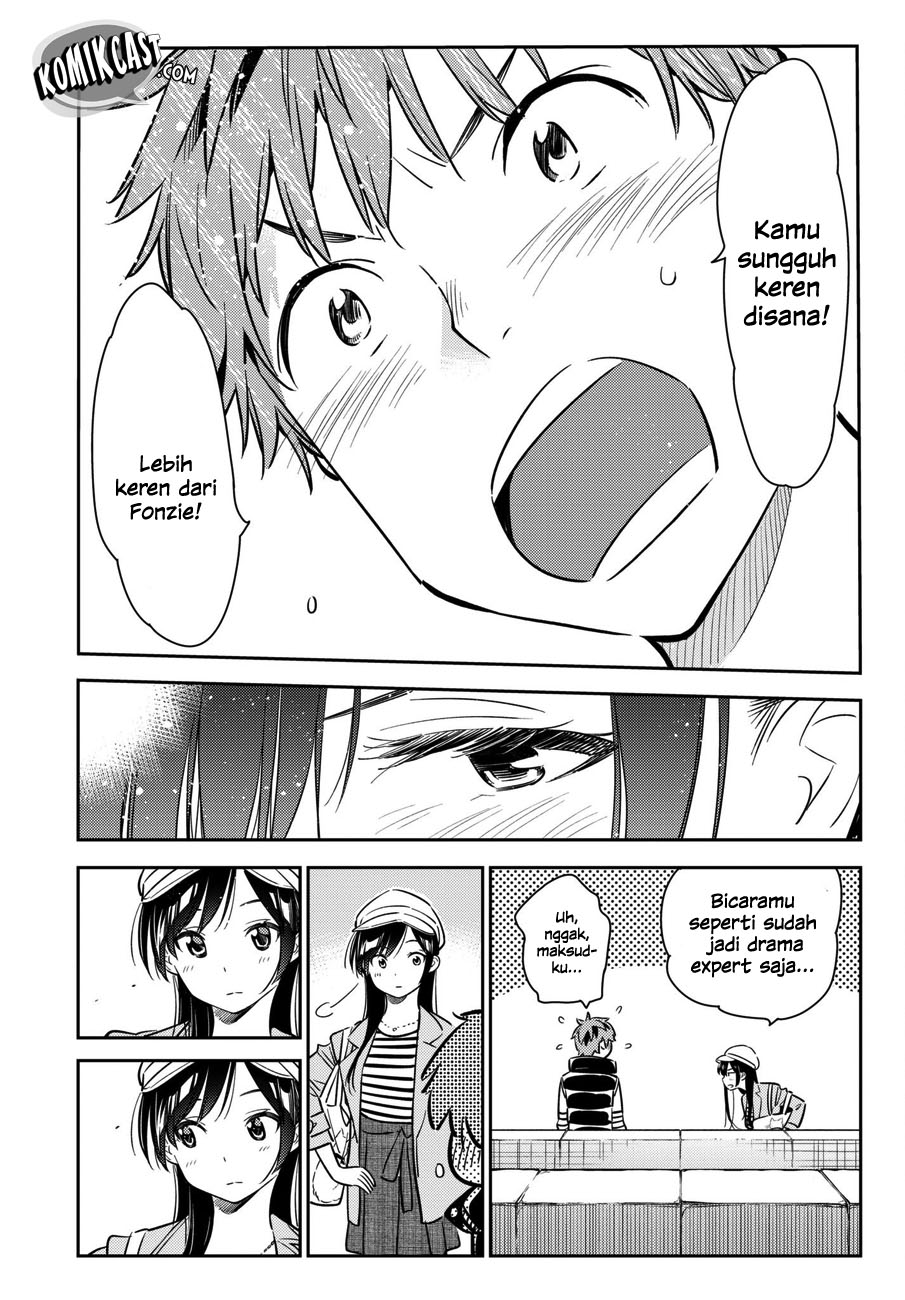 KOMIKCAST
.COM
Kamu
sungguh
keren
disana!
Lebih
keren dari
Fonzie!
Bicaramu
seperti sudah
jadi drama
expert saja...
Uh,
nggak,
maksud-
ku...